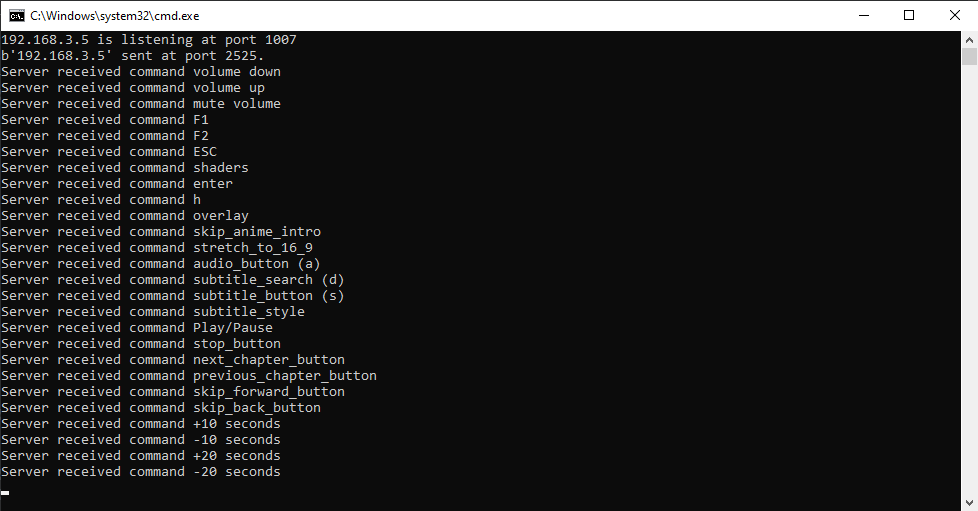 C:\Windows\system32\cmd.exe
192.168.3.5 is listening at port 1007
b'192.168.3.5' sent at port 2525.
Server received command volume down
Server received command volume up
Server received command mute volume
Server received command F1
Server received command F2
Server received command ESC
Server received command shaders
Server received command enter
Server received command h
Server received command overlay
Server received command skip_anime_intro
Server received command stretch_to_16_9
Server received command audio_button (a)
Server received command subtitle_search (d)
Server received command subtitle_button (s)
Server received command subtitle_style
Server received command Play/Pause
Server received command stop_button
Server received command next_chapter_button
Server received command previous_chapter_button
Server received command skip_forward_button
Server received command skip_back_button
Server received command +10 seconds
Server received command -10 seconds
Server received command +20 seconds
Server received command -20 seconds